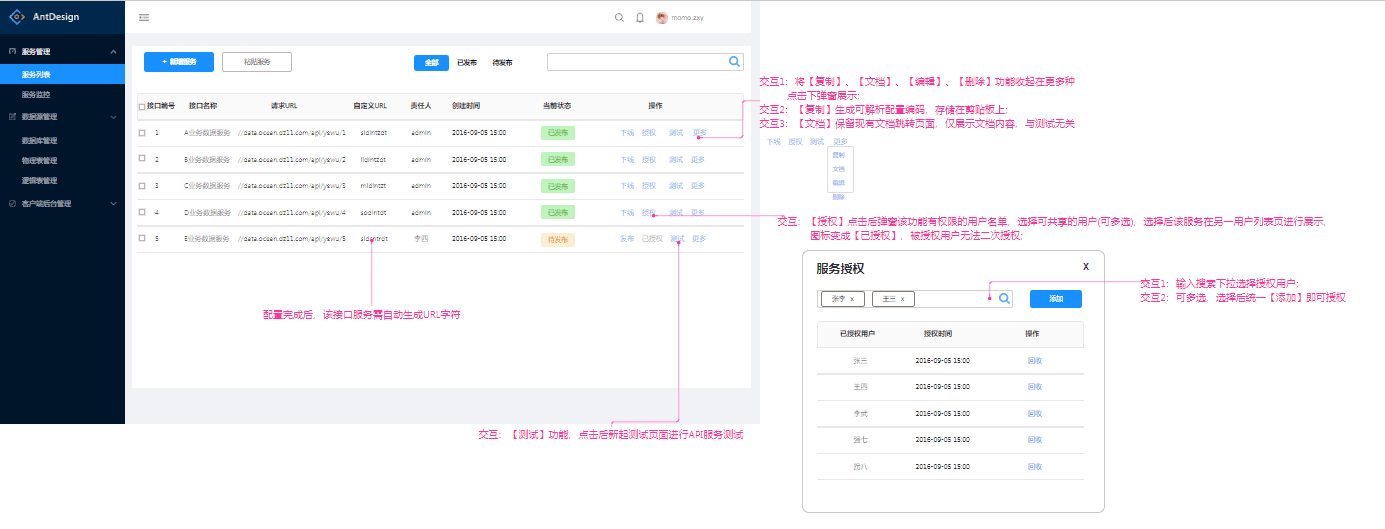 AntDesign
momo.zxy
服务管理
服务列表
服务监控
数据源管理
数据库管理
物理表管理
逻辑表管理
客户端后台管理
+ 新增服务
粘贴服务
全部
已发布
待发布
接口编号 接口名称 请求URL 自定义URL 责任人 创建时间 当前状态 操作
1 A业务数据服务 //data.ocean.dz11.com/api/yswu/1 sldintzdt admin 2016-09-05 15:00 已发布 下线 授权 测试 更多
2 B业务数据服务 //data.ocean.dz11.com/api/yswu/2 lldintzdt admin 2016-09-05 15:00 已发布 下线 授权 测试 更多
3 C业务数据服务 //data.ocean.dz11.com/api/yswu/3 mldintzt admin 2016-09-05 15:00 已发布 下线 授权 测试 更多
4 D业务数据服务 //data.ocean.dz11.com/api/yswu/4 sodintdt admin 2016-09-05 15:00 已发布 下线 授权 测试 更多
5 E业务数据服务 //data.ocean.dz11.com/api/yswu/5 sldentrdt 李四 2016-09-05 15:00 待发布 发布 已授权 测试 更多
配置完成后，该接口服务需自动生成URL字符
交互：【测试】功能，点击后新起测试页面进行API服务测试
交互1：将【复制】、【文档】、【编辑】、【删除】功能收起在更多种
点击下弹窗展示;
交互2：【复制】生成可解析配置编码，存储在剪贴板上;
交互3：【文档】保留现有文档跳转页面，仅展示文档内容，与测试无关
下线 授权 测试 更多
复制
文档
编辑
删除
交互：【授权】点击后弹窗该功能有权限的用户名单，选择可共享的用户(可多选)，选择后该服务在另一用户列表页进行展示，
图标变成【已授权】，被授权用户无法二次授权;
服务授权
X
张李 x
王三 x
添加
已授权用户 授权时间 操作
张三 2016-09-05 15:00 回收
王四 2016-09-05 15:00 回收
李武 2016-09-05 15:00 回收
强七 2016-09-05 15:00 回收
2016-09-05 15:00 回收
交互1：输入搜索下拉选择授权用户;
交互2：可多选，选择后统一【添加】即可授权